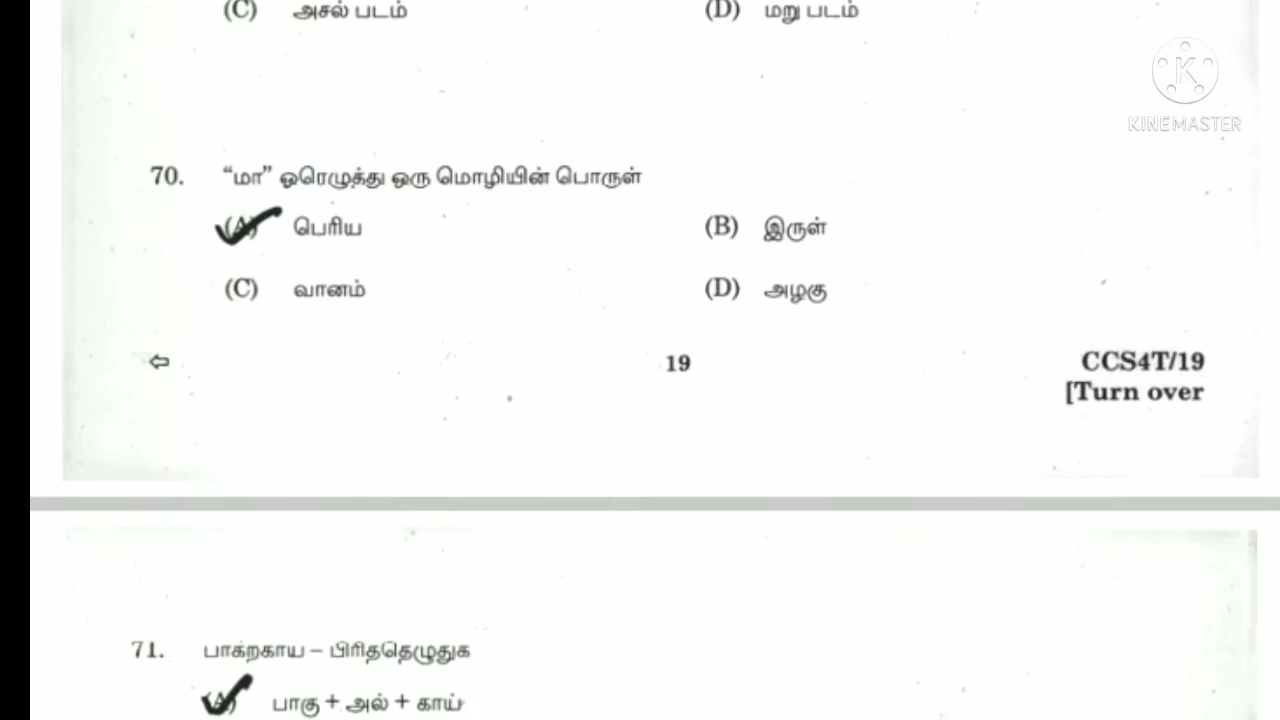 (C) அசல் படம் (D) மறு படம்
KINEMASTER
70. “மா” ஓரெழுத்து ஒரு மொழியின் பொருள்
(A) பெரிய (B) இருள்
(C) வானம் (D) அழகு
⇦ 19 CCS4T/19
[Turn over
71. பாகற்காய் – பிரித்தெழுதுக
(A) பாகு + அல் + காய்